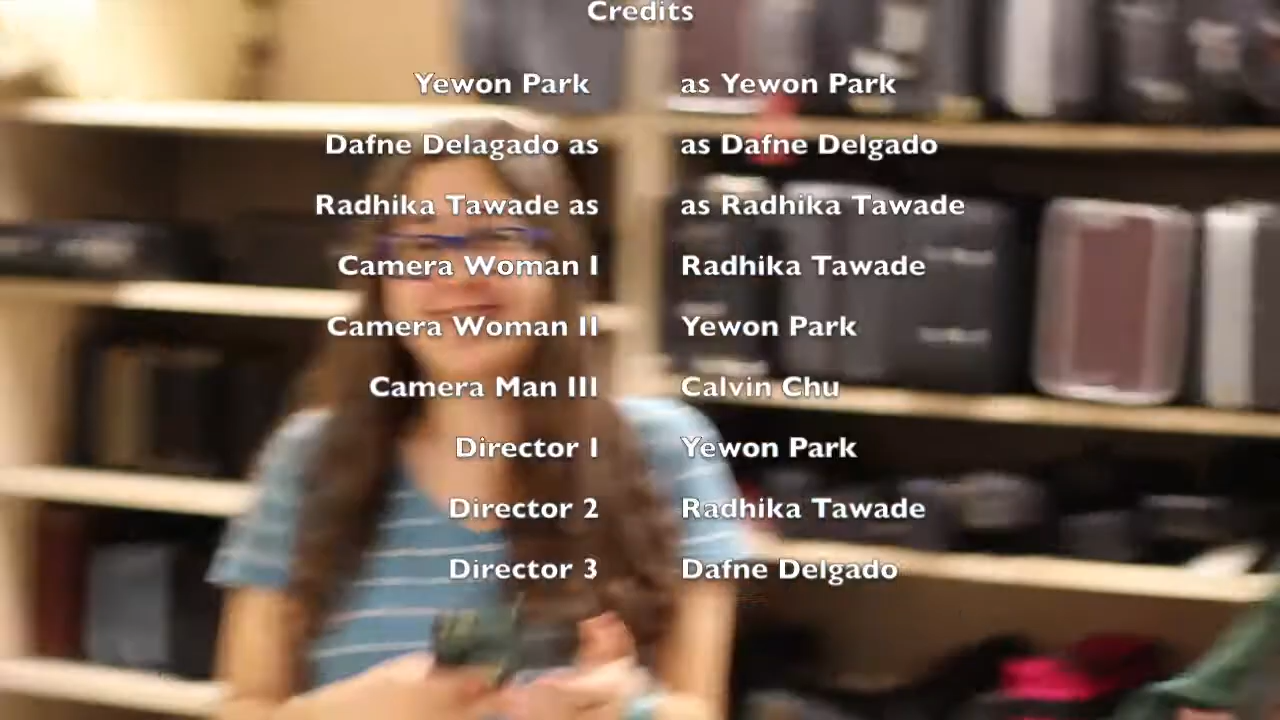 Credits
Yewon Park as Yewon Park
Dafne Delagado as as Dafne Delgado
Radhika Tawade as as Radhika Tawade
Camera Woman I Radhika Tawade
Camera Woman II Yewon Park
Camera Man III Calvin Chu
Director I Yewon Park
Director 2 Radhika Tawade
Director 3 Dafne Delgado